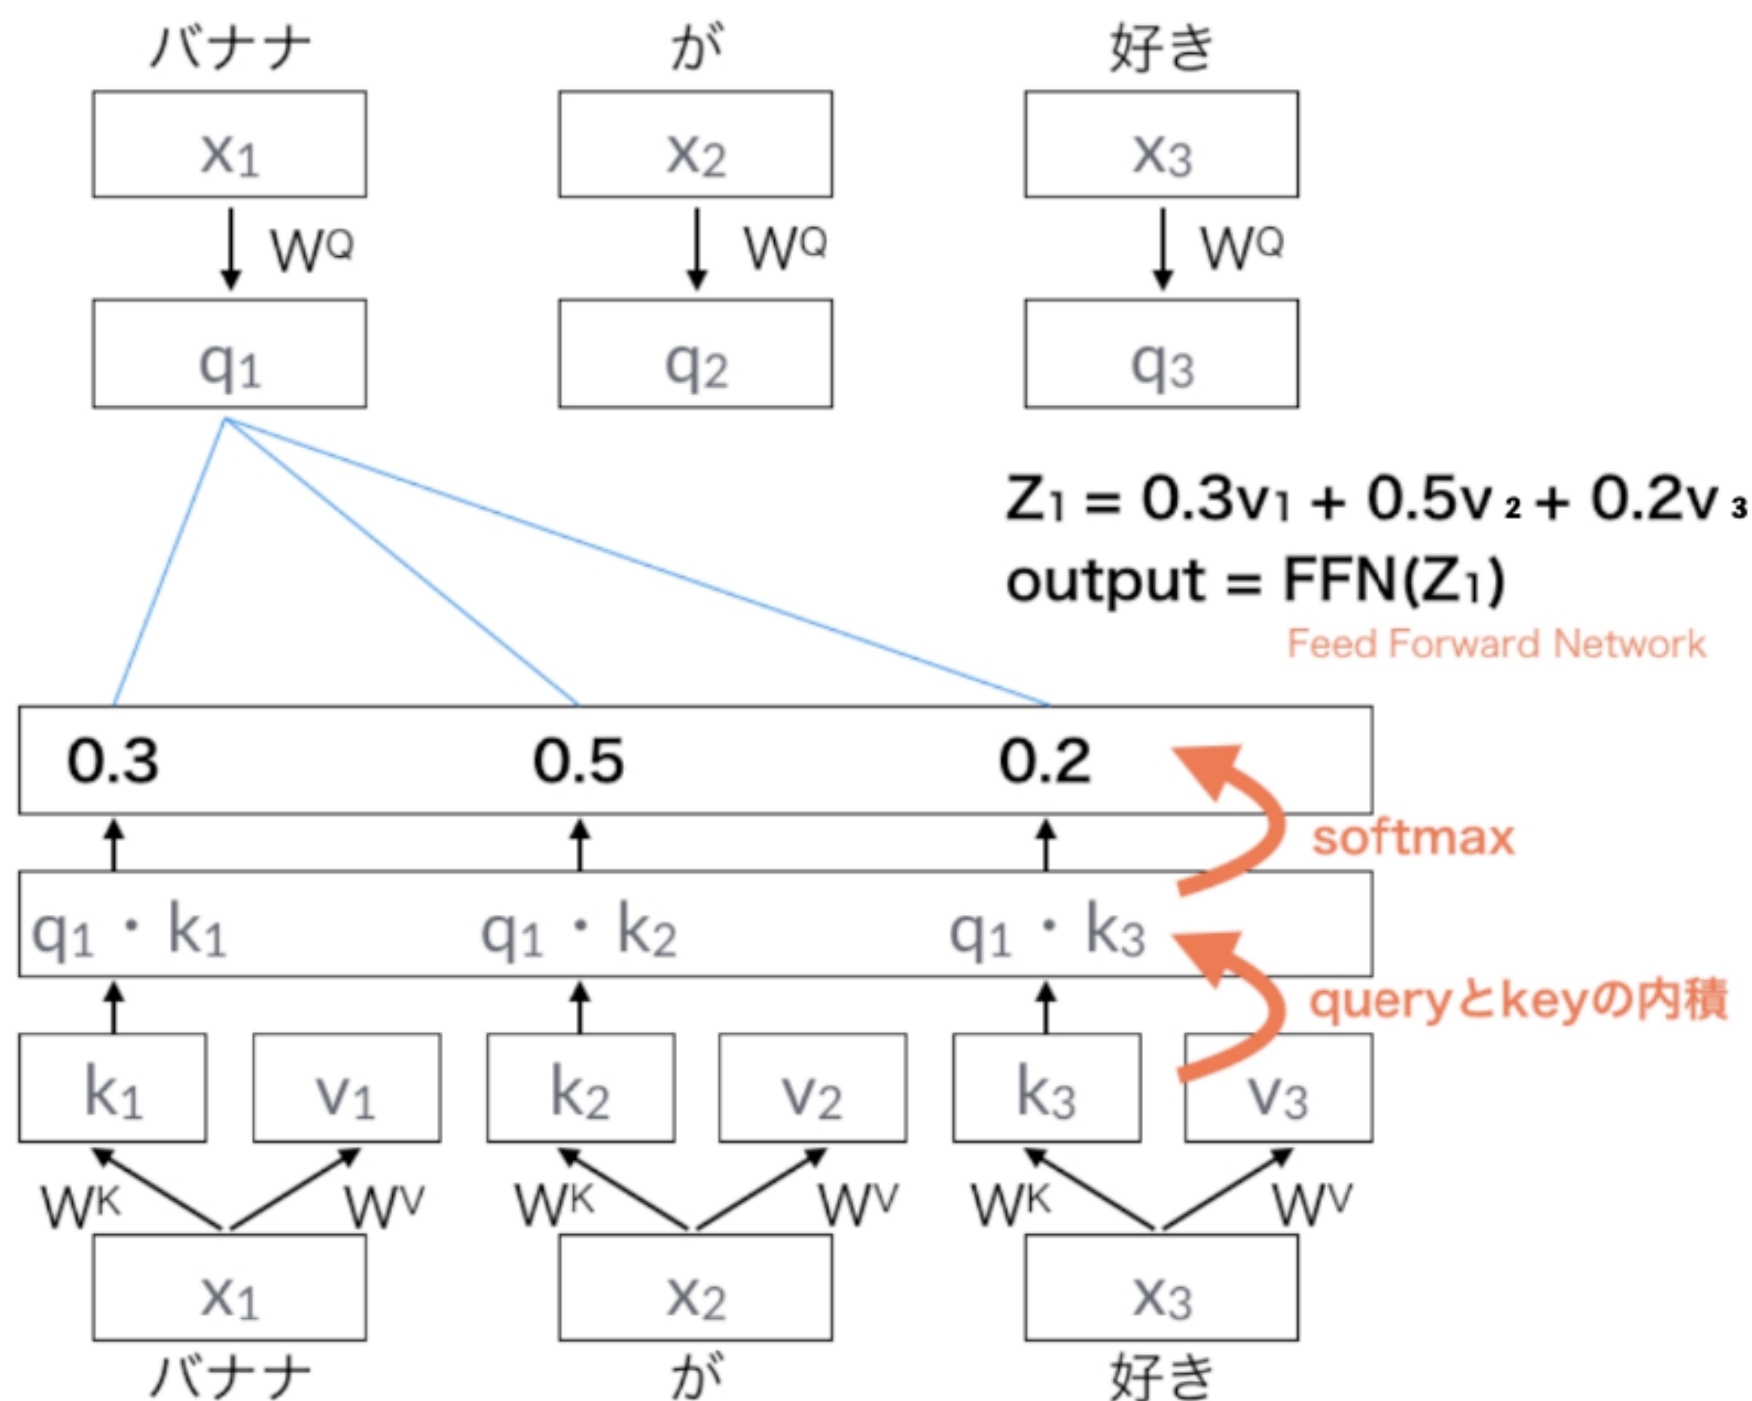 バナナ が 好き
x1 x2 x3
WQ WQ WQ
q1 q2 q3
Z1 = 0.3v1 + 0.5v2 + 0.2v3
output = FFN(Z1)
Feed Forward Network
0.3 0.5 0.2
softmax
q1・k1 q1・k2 q1・k3
queryとkeyの内積
k1 v1 k2 v2 k3 v3
WK WV WK WV WK WV
x1 x2 x3
バナナ が 好き